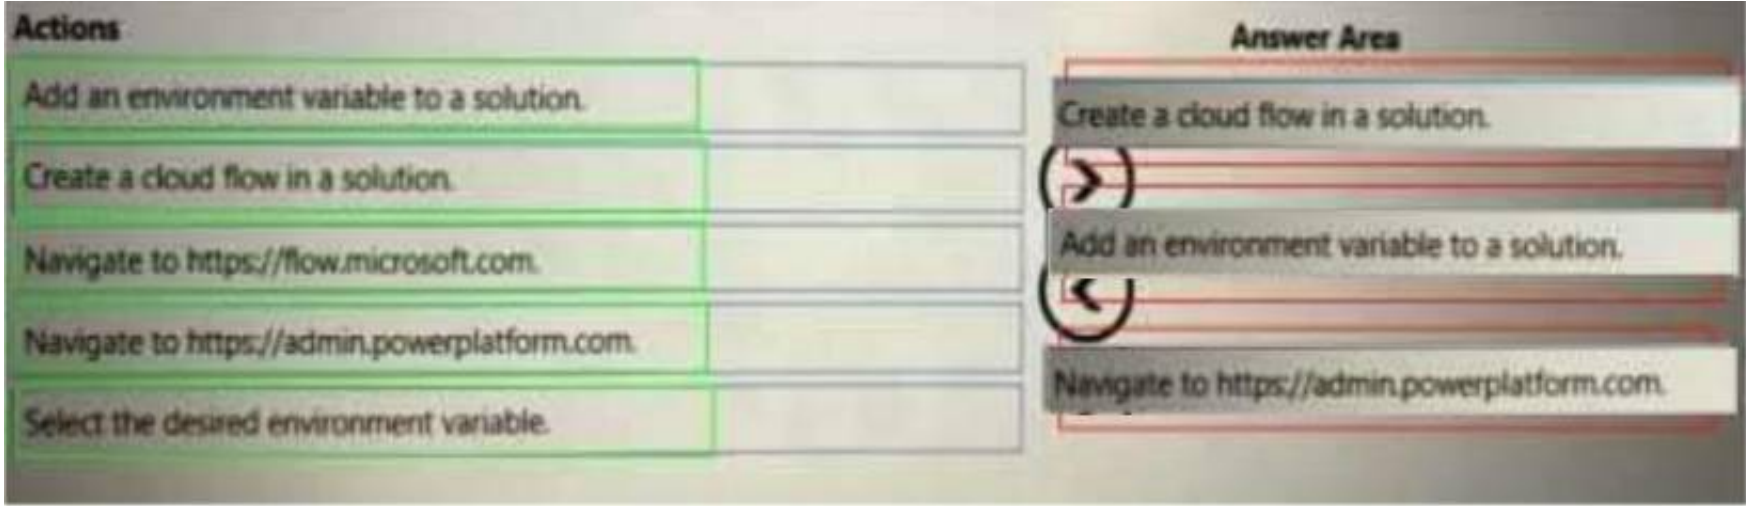 Actions
Add an environment variable to a solution.
Create a cloud flow in a solution.
Navigate to https://flow.microsoft.com.
Navigate to https://admin.powerplatform.com.
Select the desired environment variable.
Answer Area
Create a cloud flow in a solution.
Add an environment variable to a solution.
Navigate to https://admin.powerplatform.com.